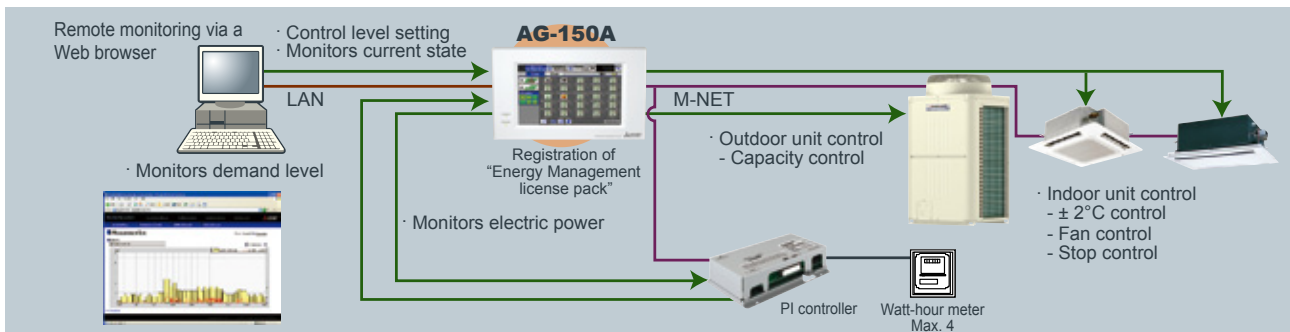 Remote monitoring via a
Web browser
· Control level setting
· Monitors current state
AG-150A
LAN
M-NET
· Monitors demand level
Registration of
“Energy Management
license pack”
· Outdoor unit control
- Capacity control
· Monitors electric power
· Indoor unit control
- ± 2°C control
- Fan control
- Stop control
PI controller
Watt-hour meter
Max. 4